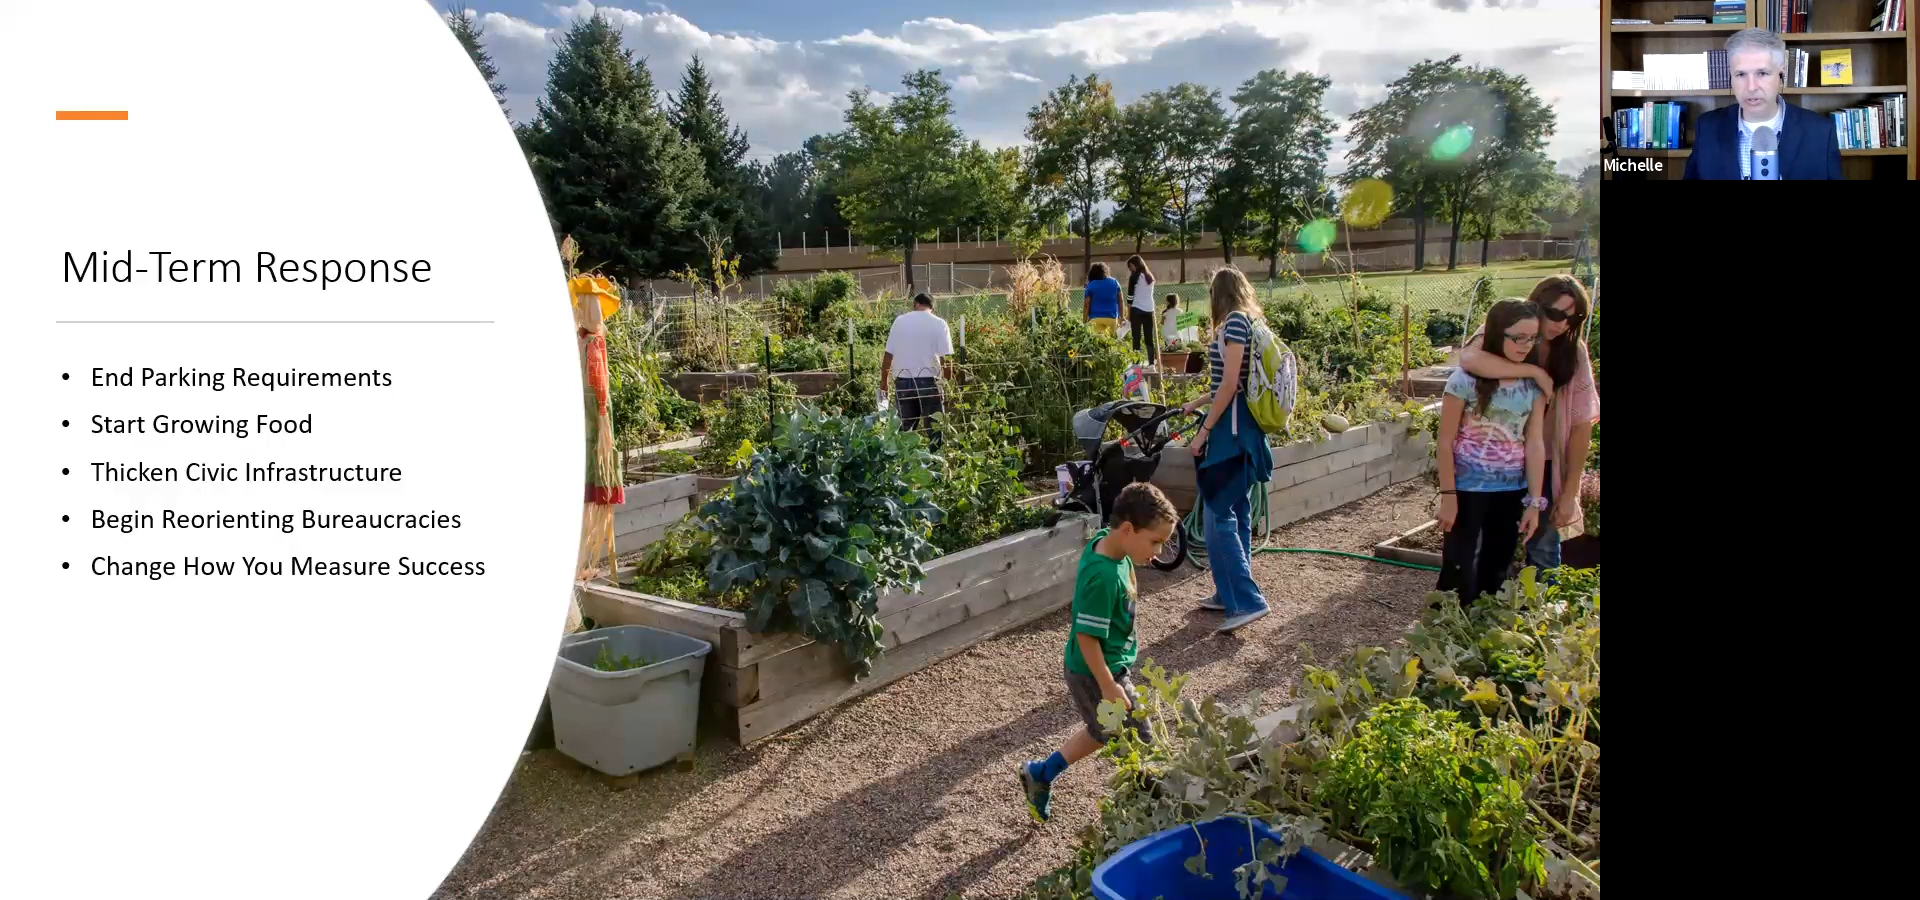 Mid-Term Response
• End Parking Requirements
• Start Growing Food
• Thicken Civic Infrastructure
• Begin Reorienting Bureaucracies
• Change How You Measure Success
Michelle